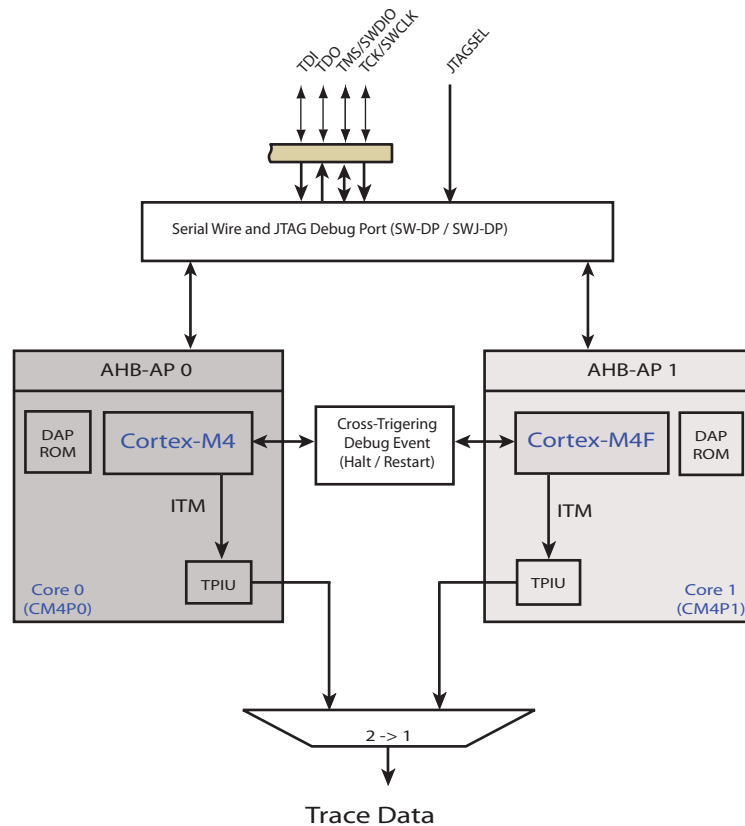 TDI
TDO
TMS/SWDIO
TCK/SWCLK
JTAGSEL
Serial Wire and JTAG Debug Port (SW-DP / SWJ-DP)
AHB-AP 0
AHB-AP 1
DAP
ROM
Cortex-M4
Cross-Trigering
Debug Event
(Halt / Restart)
Cortex-M4F
DAP
ROM
ITM
ITM
TPIU
TPIU
Core 0
(CM4P0)
Core 1
(CM4P1)
2 -> 1
Trace Data